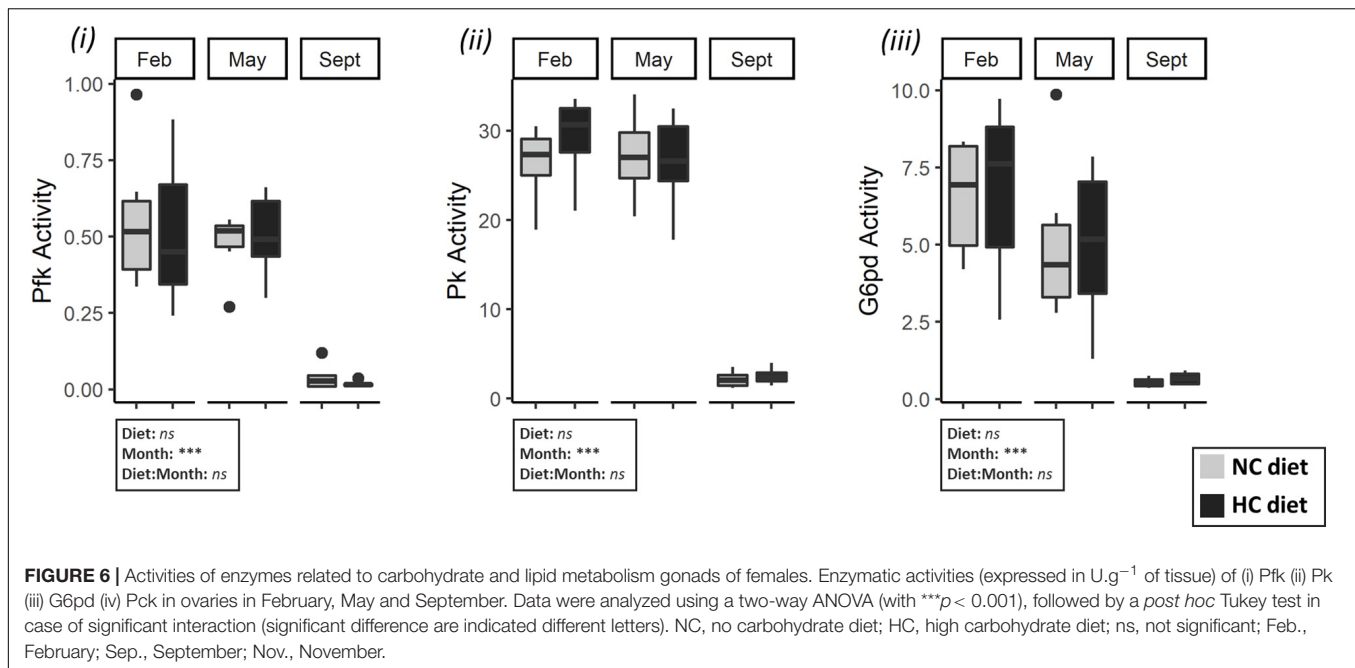 (i)
Feb May Sept
1.00
0.75
0.50
0.25
0.00
Pfk Activity
Diet: ns
Month: ***
Diet:Month: ns
(ii)
Feb May Sept
30
20
10
0
Pk Activity
Diet: ns
Month: ***
Diet:Month: ns
(iii)
Feb May Sept
10.0
7.5
5.0
2.5
0.0
G6pd Activity
Diet: ns
Month: ***
Diet:Month: ns
NC diet
HC diet
FIGURE 6 | Activities of enzymes related to carbohydrate and lipid metabolism gonads of females. Enzymatic activities (expressed in U.g−1 of tissue) of (i) Pfk (ii) Pk
(iii) G6pd (iv) Pck in ovaries in February, May and September. Data were analyzed using a two-way ANOVA (with ***p < 0.001), followed by a post hoc Tukey test in
case of significant interaction (significant difference are indicated different letters). NC, no carbohydrate diet; HC, high carbohydrate diet; ns, not significant; Feb.,
February; Sep., September; Nov., November.